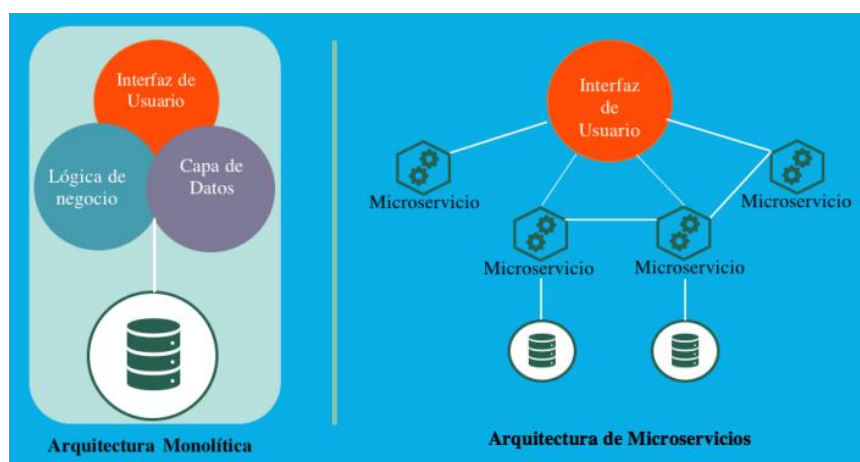 Interfaz de
Usuario
Lógica de
negocio
Capa de
Datos
Arquitectura Monolítica
Interfaz
de
Usuario
Microservicio
Microservicio
Microservicio
Microservicio
Arquitectura de Microservicios